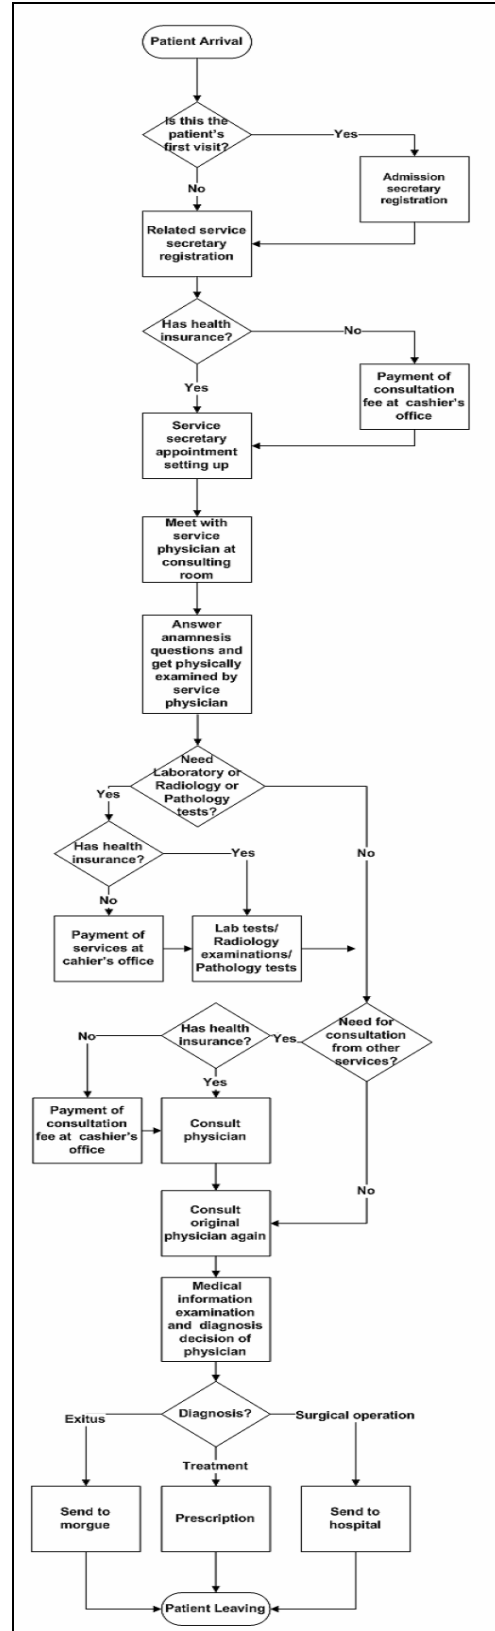 Patient Arrival
Is this the
patient's
first visit?
Yes
No
Admission
secretary
registration
Related service
secretary
registration
Has health
insurance?
No
Yes
Payment of
consultation
fee at cashier's
office
Service
secretary
appointment
setting up
Meet with
service
physician at
consulting
room
Answer
anamnesis
questions and
get physically
examined by
service
physician
Need
Laboratory or
Radiology or
Pathology
tests?
Yes
No
Has health
insurance?
Yes
No
Payment of
services at
cahier's office
Lab tests/
Radiology
examinations/
Pathology tests
Need for
consultation
from other
services?
Yes
No
Has health
insurance?
No
Yes
Payment of
consultation
fee at cashier's
office
Consult
physician
Consult
original
physician again
Medical
information
examination
and diagnosis
decision of
physician
Diagnosis?
Exitus
Surgical operation
Treatment
Send to
morgue
Prescription
Send to
hospital
Patient Leaving